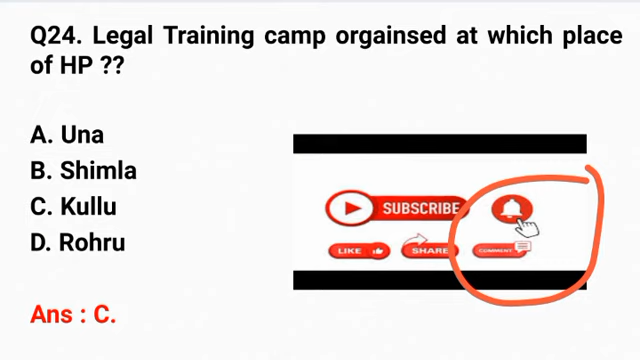 Q24. Legal Training camp orgainsed at which place
of HP ??
A. Una
B. Shimla
C. Kullu
D. Rohru
Ans : C.
SUBSCRIBE
LIKE
SHARE
COMMENT